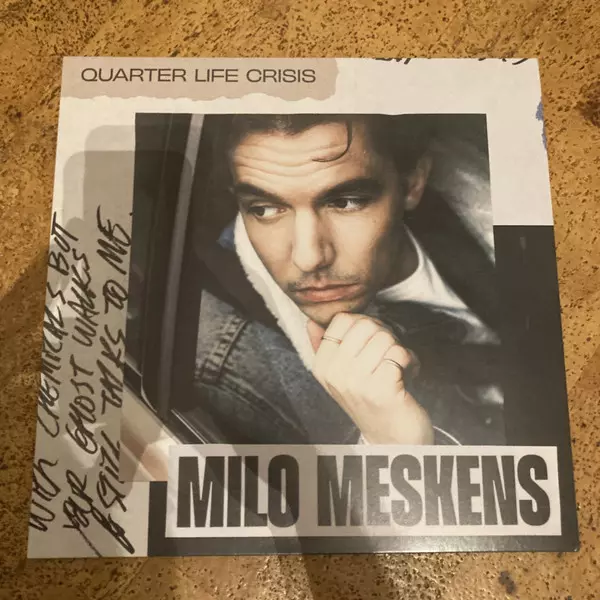 QUARTER LIFE CRISIS
With CHEMICALS BUT
YOUR GHOST WALKS
& STILL TALKS TO ME.
MILO MESKENS